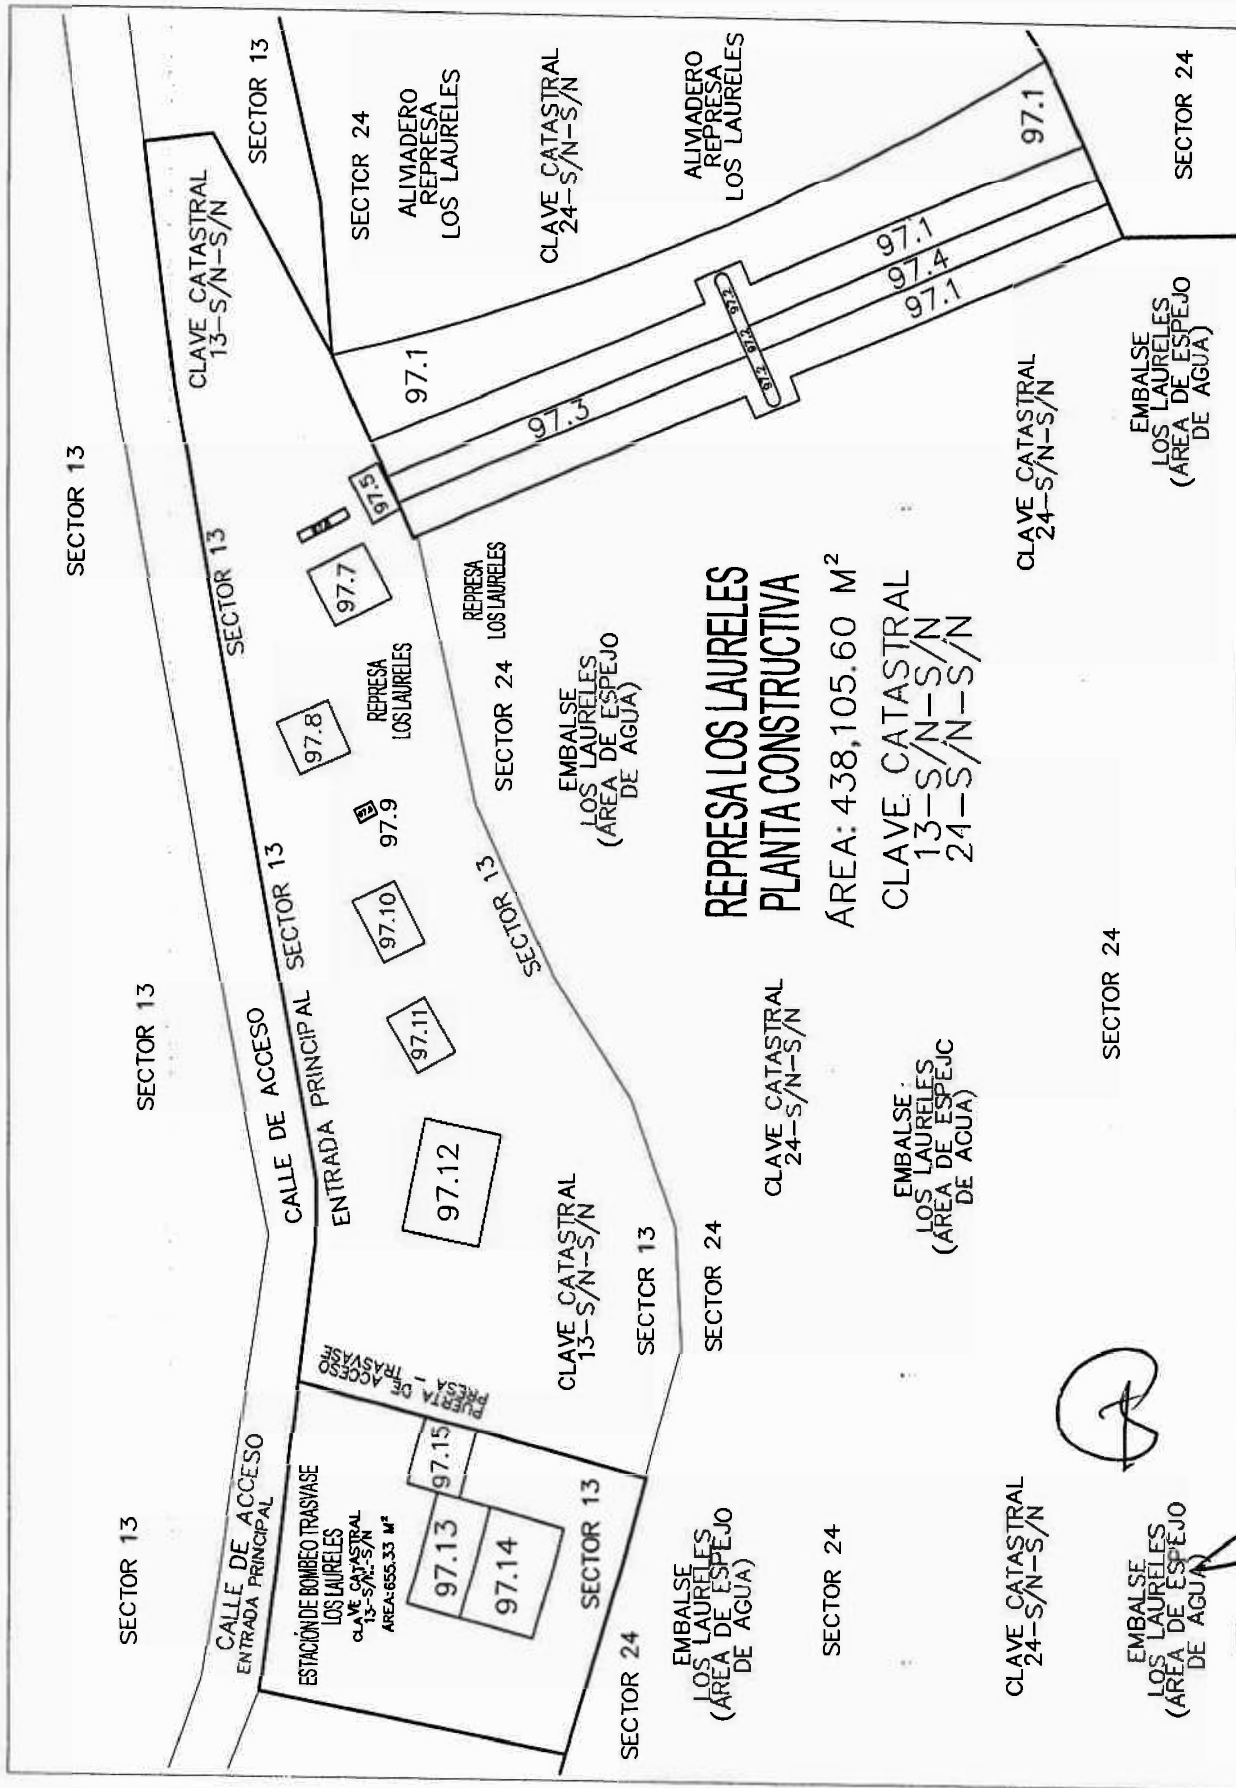 SECTOR 13
SECTOR 13
SECTOR 13
CALLE DE ACCESO
ENTRADA PRINCIPAL
CALLE DE ACCESO
ENTRADA PRINCIPAL
SECTOR 13
SECTOR 13
CLAVE CATASTRAL
13-S/N-S/N
SECTOR 13
ESTACIÓN DE BOMBEO TRASVASE
LOS LAURELES
CLAVE CATASTRAL
13-S/N-S/N
AREA:655.33 M²
PUERTA DE ACCESO
PRESA - TRASVASE
97.13
97.14
97.15
SECTOR 13
97.12
97.11
97.10
97.9
97.8
97.7
97.5
REPRESA
LOS LAURELES
REPRESA
LOS LAURELES
CLAVE CATASTRAL
13-S/N-S/N
SECTCR 13
SECTOR 24
SECTOR 13
SECTOR 24
SECTOR 24
EMBALSE
LOS LAURELES
(ÁREA DE ESPEJO
DE AGUA)
97.1
97.3
97.2
97.2
97.2
97.1
97.4
97.1
97.1
SECTCR 24
ALIVIADERO
REPRESA
LOS LAURELES
CLAVE CATASTRAL
24-S/N-S/N
ALIVIADERO
REPRESA
LOS LAURELES
SECTOR 24
REPRESA LOS LAURELES
PLANTA CONSTRUCTIVA
ÁREA: 438,105.60 M²
CLAVE CATASTRAL
13-S/N-S/N
24-S/N-S/N
EMBALSE
LOS LAURELES
(ÁREA DE ESPEJO
DE AGUA)
SECTOR 24
CLAVE CATASTRAL
24-S/N-S/N
EMBALSE
LOS LAURELES
(ÁREA DE ESPEJC
DE ACUA)
SECTOR 24
CLAVE CATASTRAL
24-S/N-S/N
EMBALSE
LOS LAURELES
(ÁREA DE ESPEJO
DE AGUA)
CLAVE CATASTRAL
24-S/N-S/N
EMBALSE
LOS LAURELES
(ÁREA DE ESPEJO
DE AGUA)